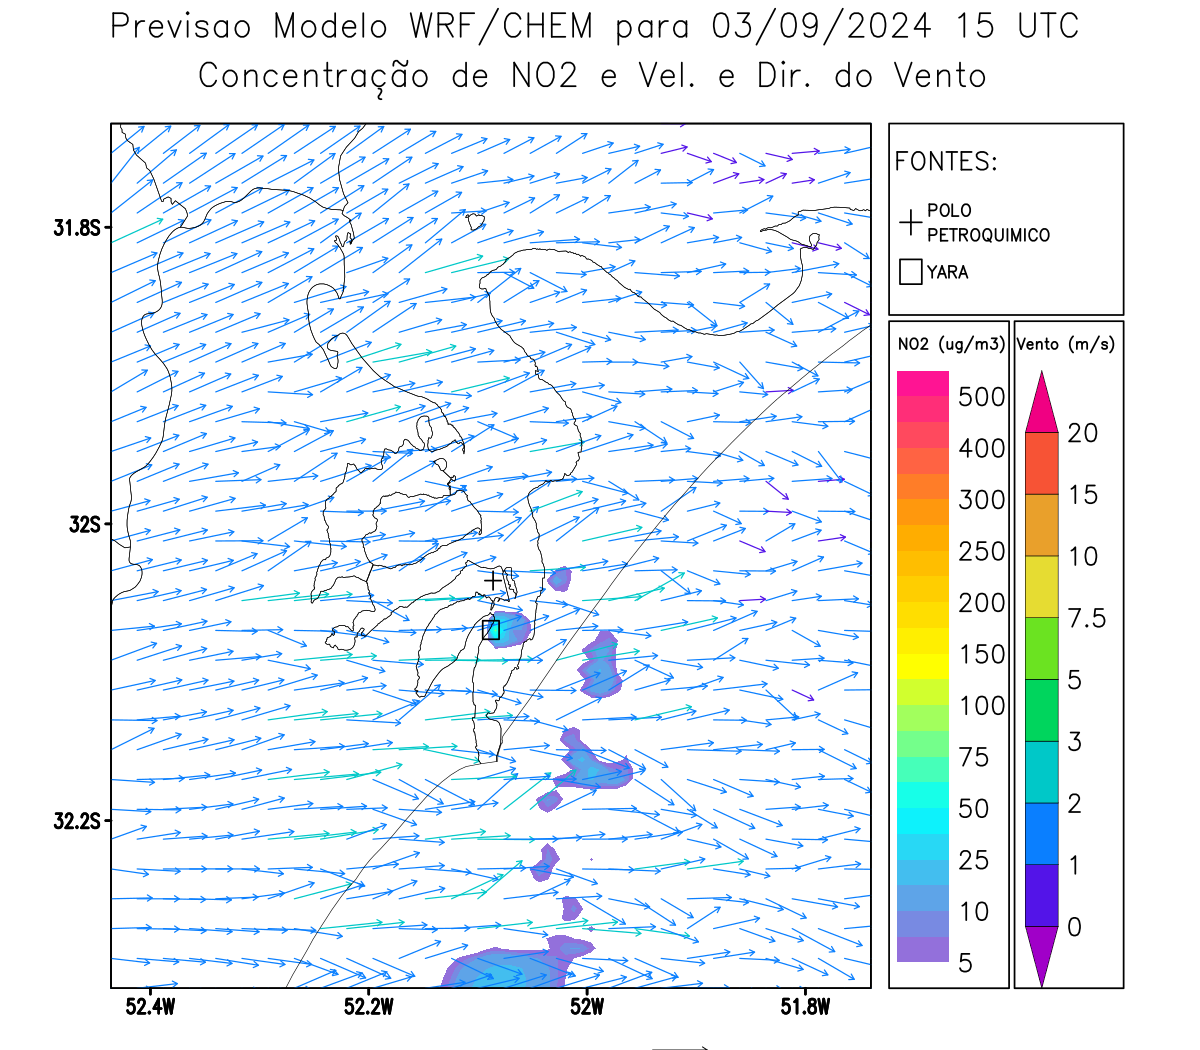 Previsao Modelo WRF/CHEM para 03/09/2024 15 UTC
Concentração de NO2 e Vel. e Dir. do Vento
FONTES:
POLO
PETROQUIMICO
YARA
NO2 (ug/m3)
500
400
300
250
200
150
100
75
50
25
10
5
Vento (m/s)
20
15
10
7.5
5
3
2
1
0
31.8S
32S
32.2S
52.4W
52.2W
52W
51.8W